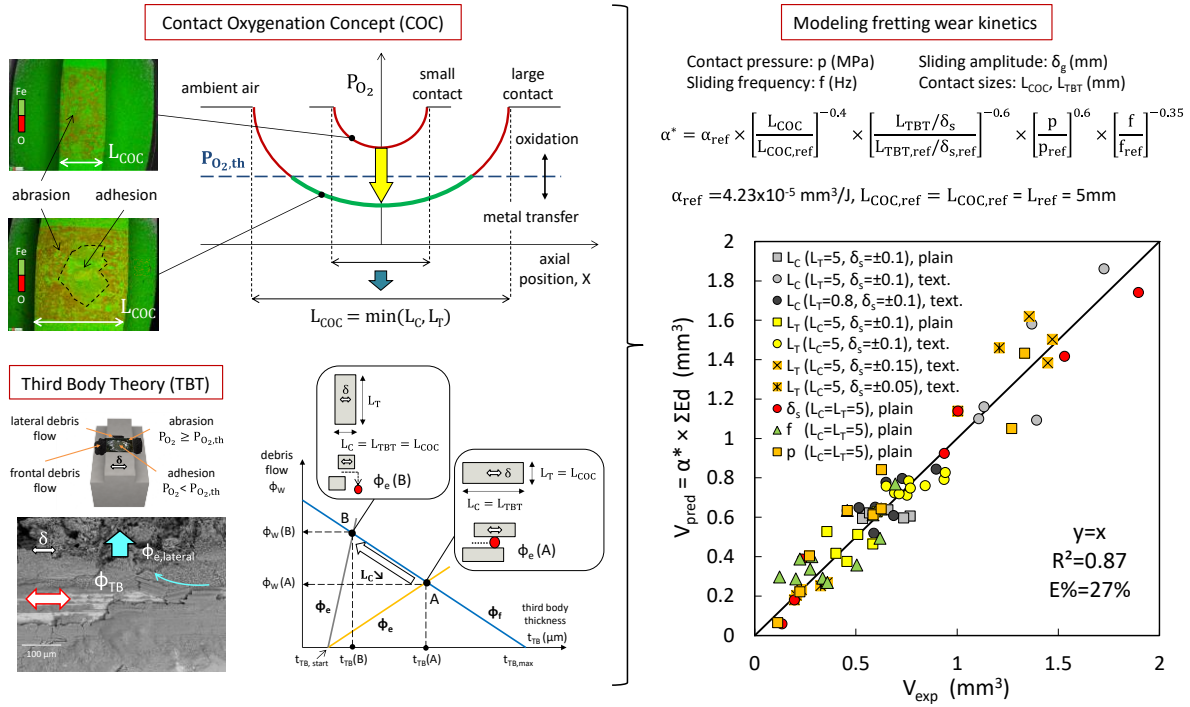 Contact Oxygenation Concept (COC)
Fe
O
L_COC
abrasion
adhesion
Fe
O
L_COC
P_O₂
ambient air
small
contact
large
contact
oxidation
P_O₂,th
metal transfer
axial
position, X
L_COC = min(L_C, L_T)
Third Body Theory (TBT)
lateral debris
flow
abrasion
P_O₂ ≥ P_O₂,th
frontal debris
flow
δ
adhesion
P_O₂ < P_O₂,th
δ
ϕ_e,lateral
ϕ_TB
100 µm
δ
L_T
L_C = L_TBT = L_COC
ϕ_e (B)
δ
L_T = L_COC
L_C = L_TBT
ϕ_e (A)
debris
flow
ϕ_W
B
ϕ_W (B)
L_C ↘
ϕ_W (A)
A
ϕ_e
ϕ_e
ϕ_f
third body
thickness
t_TB (µm)
t_TB, start
t_TB(B)
t_TB(A)
t_TB,max
Modeling fretting wear kinetics
Contact pressure: p (MPa)
Sliding amplitude: δ_g (mm)
Sliding frequency: f (Hz)
Contact sizes: L_COC, L_TBT (mm)
α* = α_ref × [L_COC / L_COC,ref]^−0.4 × [L_TBT/δ_s / L_TBT,ref/δ_s,ref]^−0.6 × [p / p_ref]^0.6 × [f / f_ref]^−0.35
α_ref =4.23x10^-5 mm³/J, L_COC,ref = L_COC,ref = L_ref = 5mm
V_pred = α* × ΣEd (mm³)
2
1.8
1.6
1.4
1.2
1
0.8
0.6
0.4
0.2
0
L_C (L_T=5, δ_s=±0.1), plain
L_C (L_T=5, δ_s=±0.1), text.
L_C (L_T=0.8, δ_s=±0.1), text.
L_T (L_C=5, δ_s=±0.1), plain
L_T (L_C=5, δ_s=±0.1), text.
L_T (L_C=5, δ_s=±0.15), text.
L_T (L_C=5, δ_s=±0.05), text.
δ_s (L_C=L_T=5), plain
f (L_C=L_T=5), plain
p (L_C=L_T=5), plain
y=x
R²=0.87
E%=27%
0
0.5
1
1.5
2
V_exp (mm³)